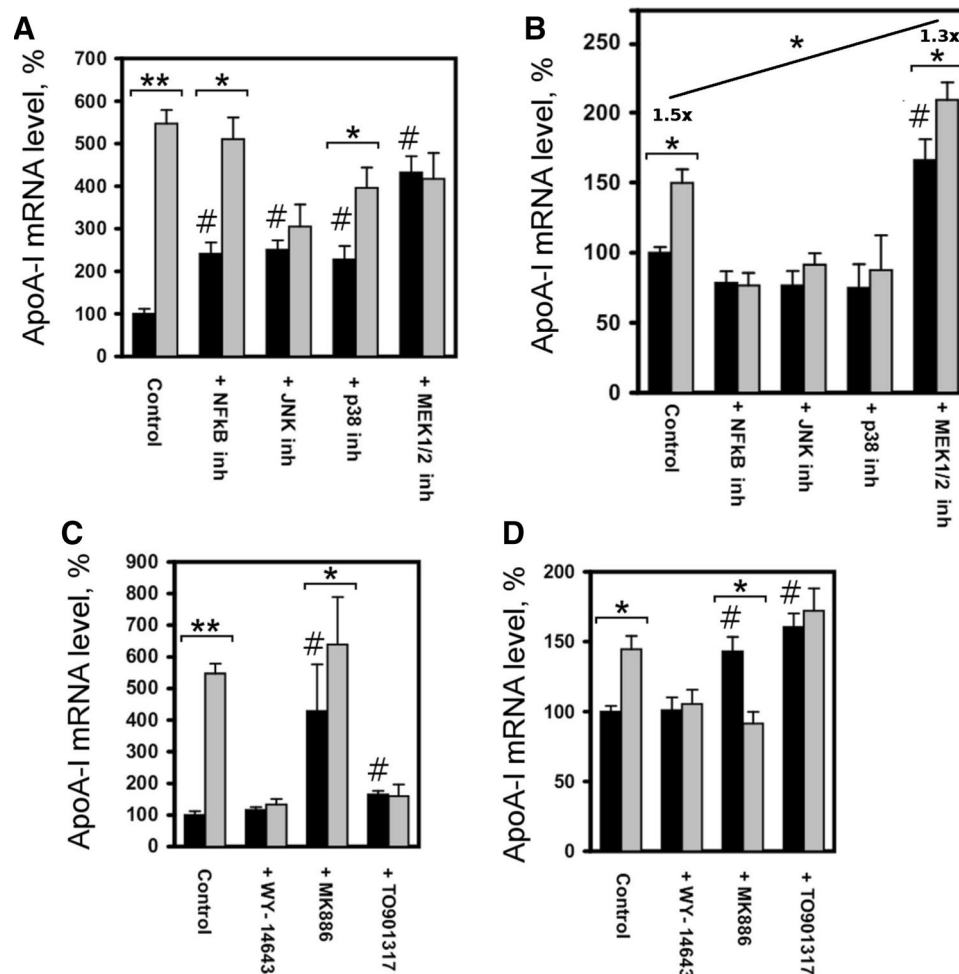 A
ApoA-I mRNA level, %
700
600
500
400
300
200
100
0
**
*
#
#
#
*
#
Control
+ NFkB inh
+ JNK inh
+ p38 inh
+ MEK1/2 inh
B
ApoA-I mRNA level, %
250
200
150
100
50
0
1.5x
*
*
1.3x
*
#
Control
+ NFkB inh
+ JNK inh
+ p38 inh
+ MEK1/2 inh
C
ApoA-I mRNA level, %
900
800
700
600
500
400
300
200
100
0
**
*
#
#
Control
+ WY- 14643
+ MK886
+ TO901317
D
ApoA-I mRNA level, %
200
150
100
50
0
*
*
#
#
Control
+ WY- 14643
+ MK886
+ TO901317